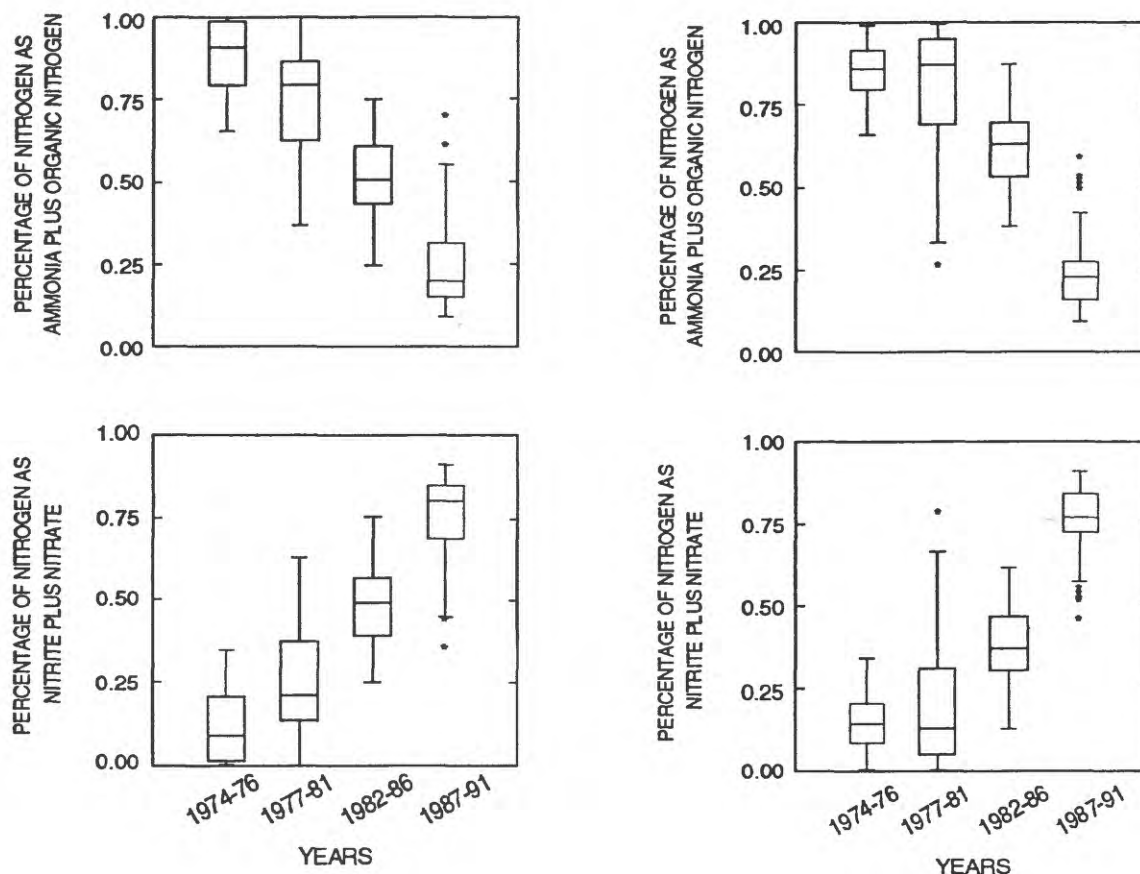 PERCENTAGE OF NITROGEN AS
AMMONIA PLUS ORGANIC NITROGEN
1.00
0.75
0.50
0.25
0.00
PERCENTAGE OF NITROGEN AS
AMMONIA PLUS ORGANIC NITROGEN
1.00
0.75
0.50
0.25
0.00
PERCENTAGE OF NITROGEN AS
NITRITE PLUS NITRATE
1.00
0.75
0.50
0.25
0.00
1974-76
1977-81
1982-86
1987-91
YEARS
PERCENTAGE OF NITROGEN AS
NITRITE PLUS NITRATE
1.00
0.75
0.50
0.25
0.00
1974-76
1977-81
1982-86
1987-91
YEARS